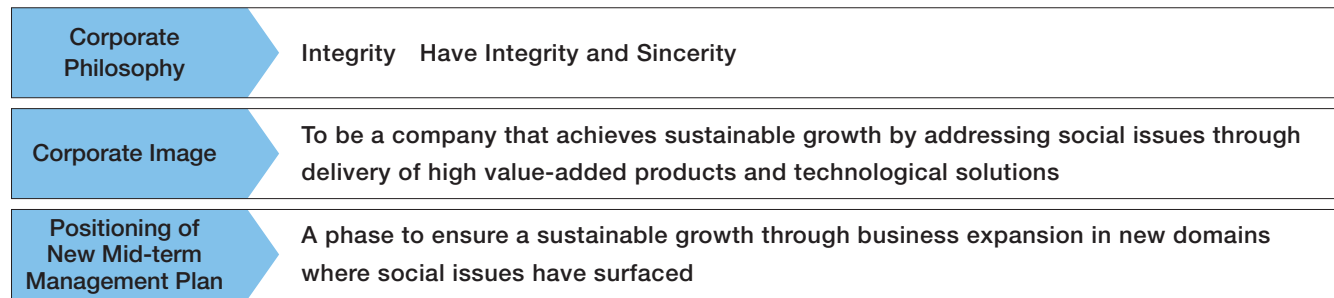 Corporate
Philosophy
Integrity　Have Integrity and Sincerity
Corporate Image
To be a company that achieves sustainable growth by addressing social issues through
delivery of high value-added products and technological solutions
Positioning of
New Mid-term
Management Plan
A phase to ensure a sustainable growth through business expansion in new domains
where social issues have surfaced